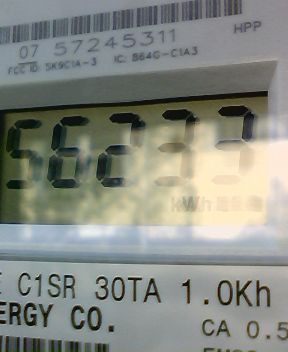 07 57245311 HPP
FCC ID: SK9C1A-3 IC: 864G-C1A3
56233
kWh
C1SR 30TA 1.0Kh
ERGY CO. CA 0.5